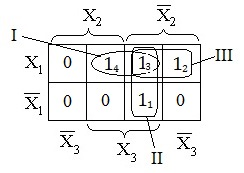 I X₂ X̅₂
X₁ 0 1₄ 1₃ 1₂ III
X̅₁ 0 0 1₁ 0
X̅₃ X₃ X̅₃
II